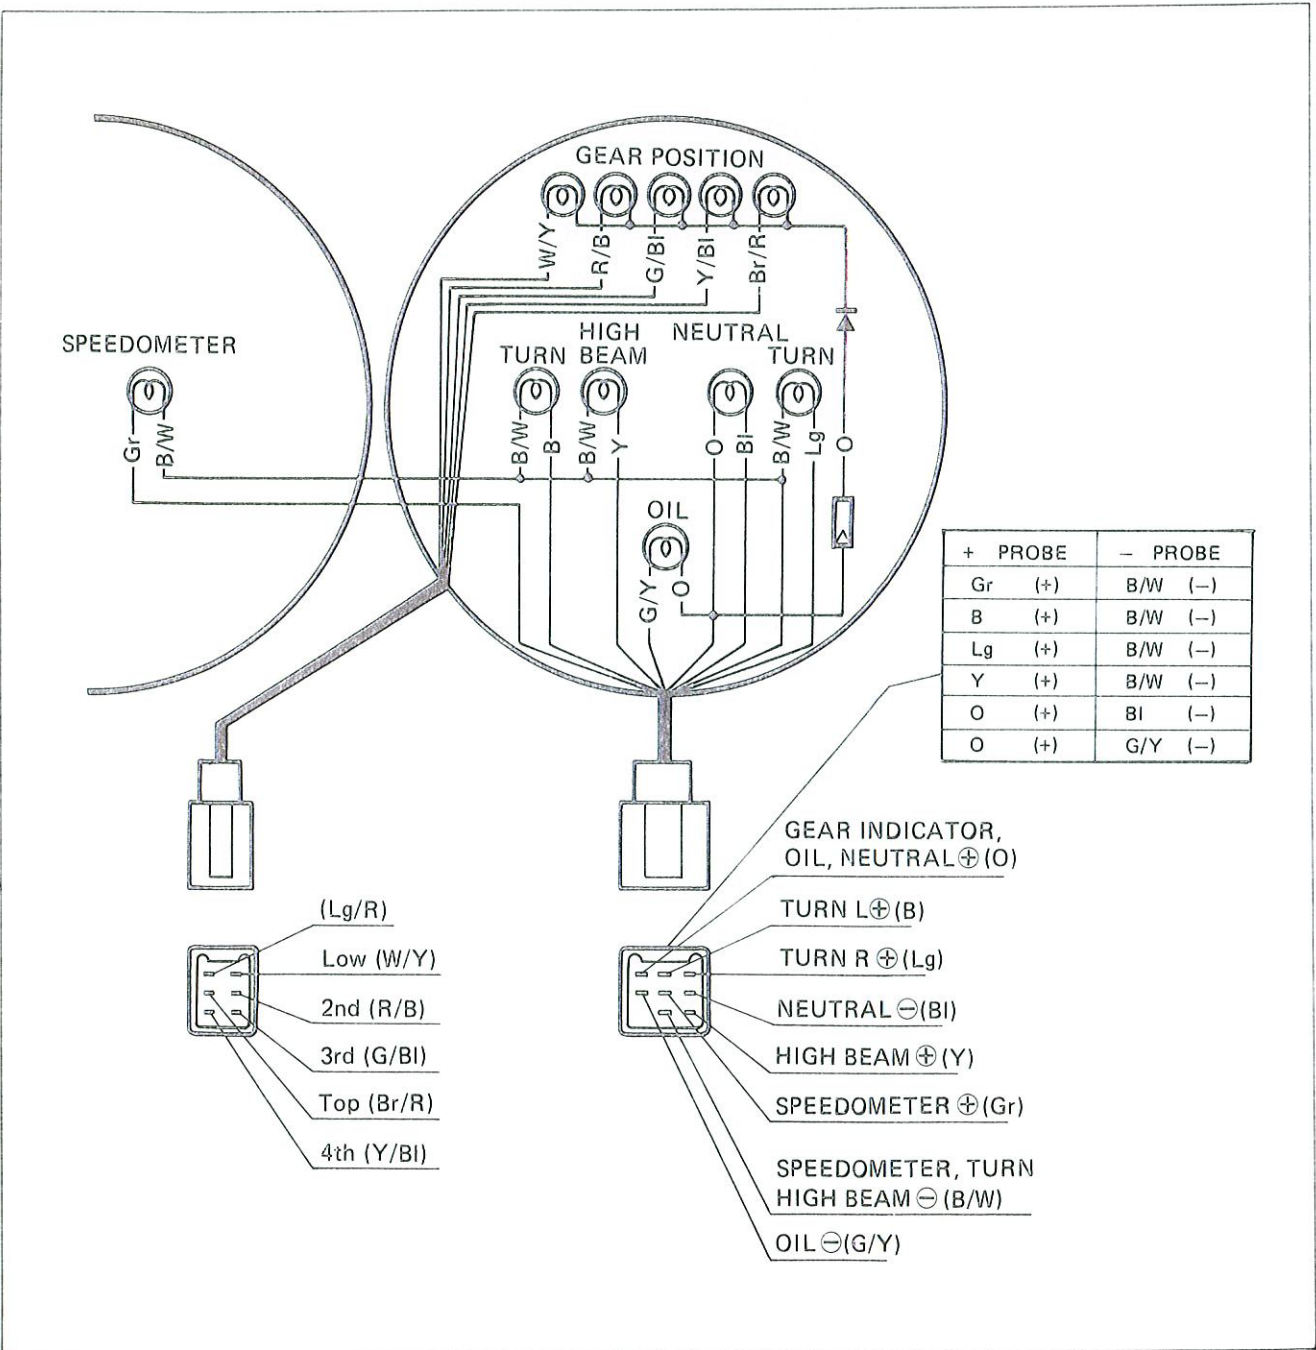 GEAR POSITION
W/Y R/B G/Bl Y/Bl Br/R
SPEEDOMETER
HIGH
BEAM
NEUTRAL
TURN
TURN
Gr B/W
B/W B B/W Y O Bl B/W Lg O
OIL
G/Y O
+ PROBE − PROBE
Gr (+) B/W (−)
B (+) B/W (−)
Lg (+) B/W (−)
Y (+) B/W (−)
O (+) Bl (−)
O (+) G/Y (−)
(Lg/R)
Low (W/Y)
2nd (R/B)
3rd (G/Bl)
Top (Br/R)
4th (Y/Bl)
GEAR INDICATOR,
OIL, NEUTRAL⊕(O)
TURN L⊕(B)
TURN R ⊕(Lg)
NEUTRAL⊖(Bl)
HIGH BEAM ⊕(Y)
SPEEDOMETER ⊕(Gr)
SPEEDOMETER, TURN
HIGH BEAM⊖(B/W)
OIL⊖(G/Y)